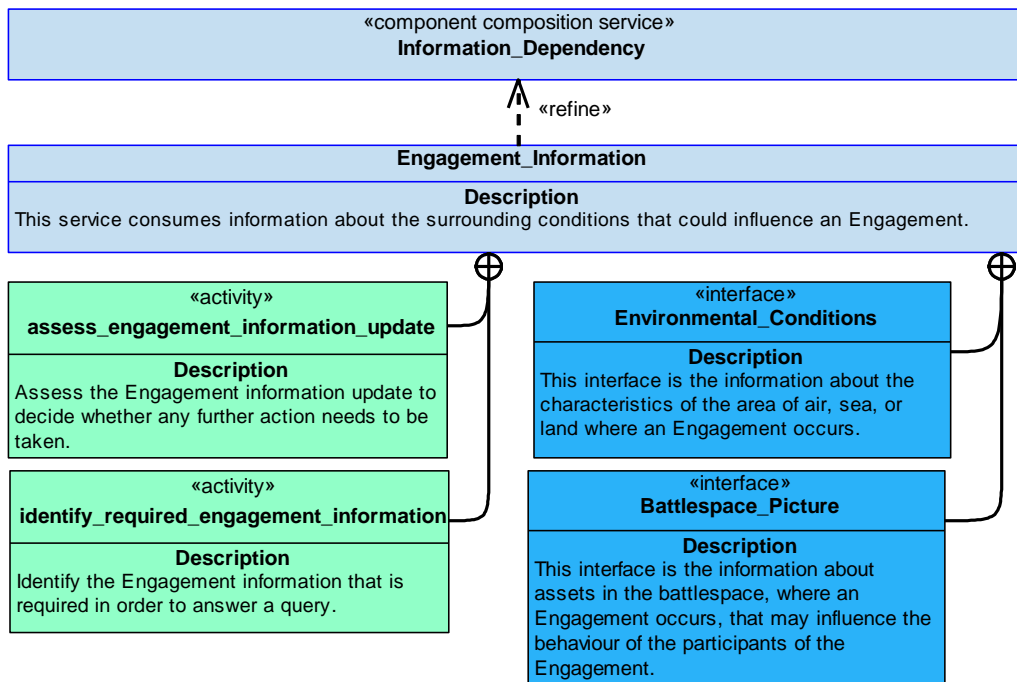 «component composition service»
Information_Dependency
«refine»
Engagement_Information
Description
This service consumes information about the surrounding conditions that could influence an Engagement.
«activity»
assess_engagement_information_update
Description
Assess the Engagement information update to
decide whether any further action needs to be
taken.
«activity»
identify_required_engagement_information
Description
Identify the Engagement information that is
required in order to answer a query.
«interface»
Environmental_Conditions
Description
This interface is the information about the
characteristics of the area of air, sea, or
land where an Engagement occurs.
«interface»
Battlespace_Picture
Description
This interface is the information about
assets in the battlespace, where an
Engagement occurs, that may influence the
behaviour of the participants of the
Engagement.